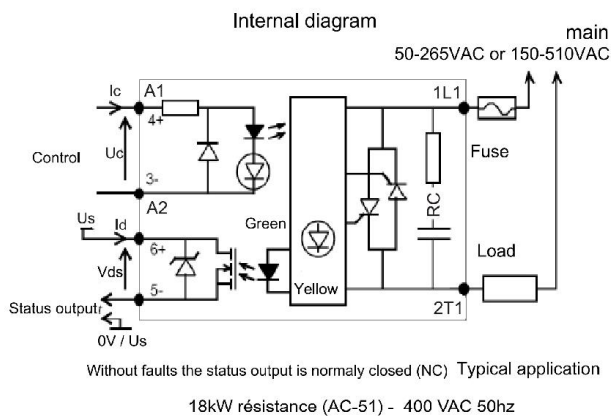 Internal diagram
main
50-265VAC or 150-510VAC
Ic
A1
1L1
4+
Fuse
Control
Uc
RC
3-
A2
Us
Id
Green
Load
6+
Vds
Yellow
5-
Status output
2T1
0V / Us
Without faults the status output is normaly closed (NC) Typical application
18kW résistance (AC-51) - 400 VAC 50hz